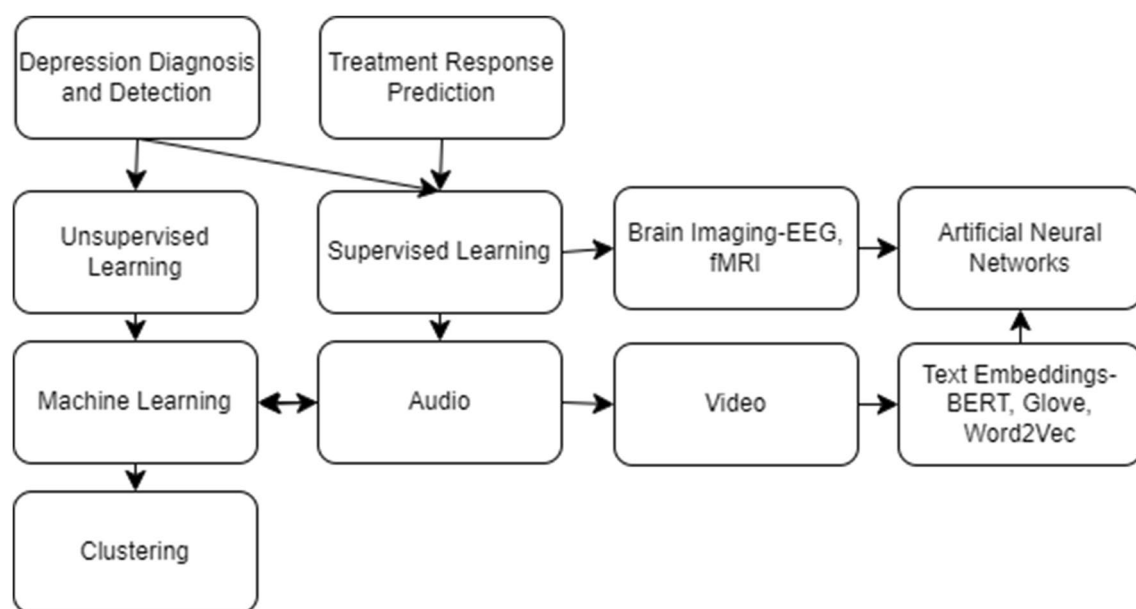 Depression Diagnosis
and Detection
Treatment Response
Prediction
Unsupervised
Learning
Supervised Learning
Brain Imaging-EEG,
fMRI
Artificial Neural
Networks
Machine Learning
Audio
Video
Text Embeddings-
BERT, Glove,
Word2Vec
Clustering